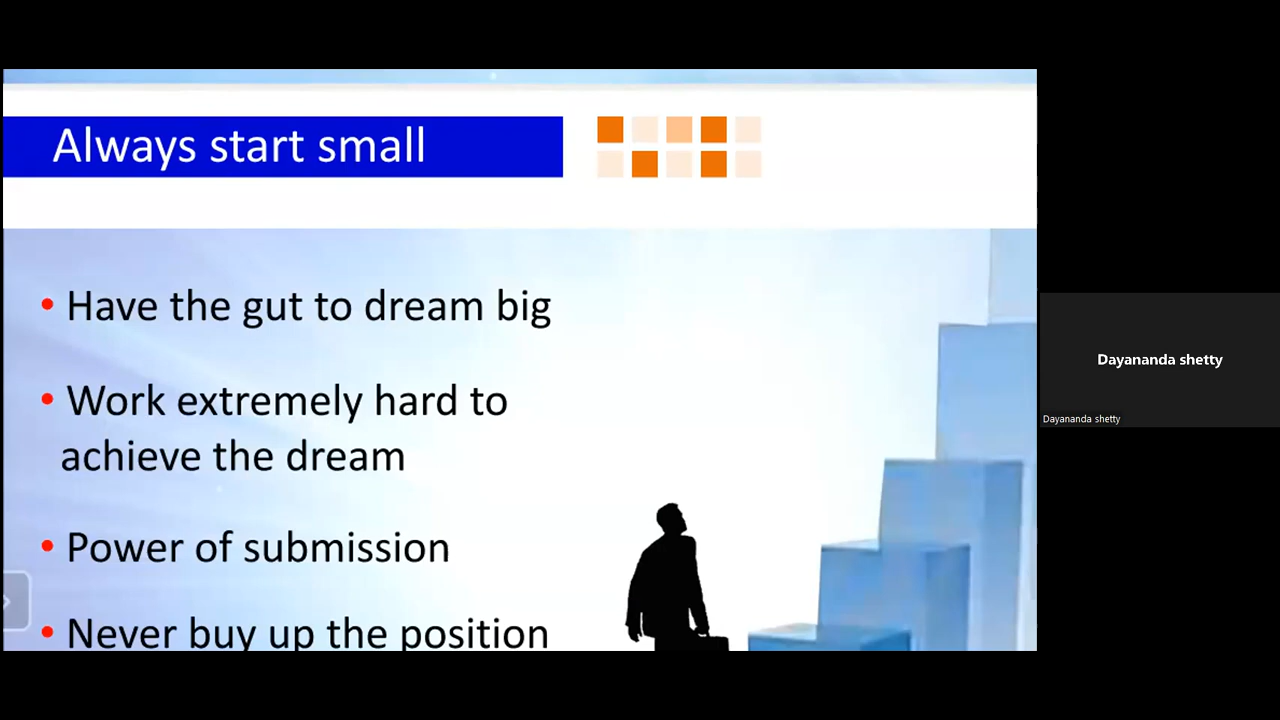 Always start small
• Have the gut to dream big
• Work extremely hard to
achieve the dream
• Power of submission
• Never buy up the position
Dayananda shetty
Dayananda shetty